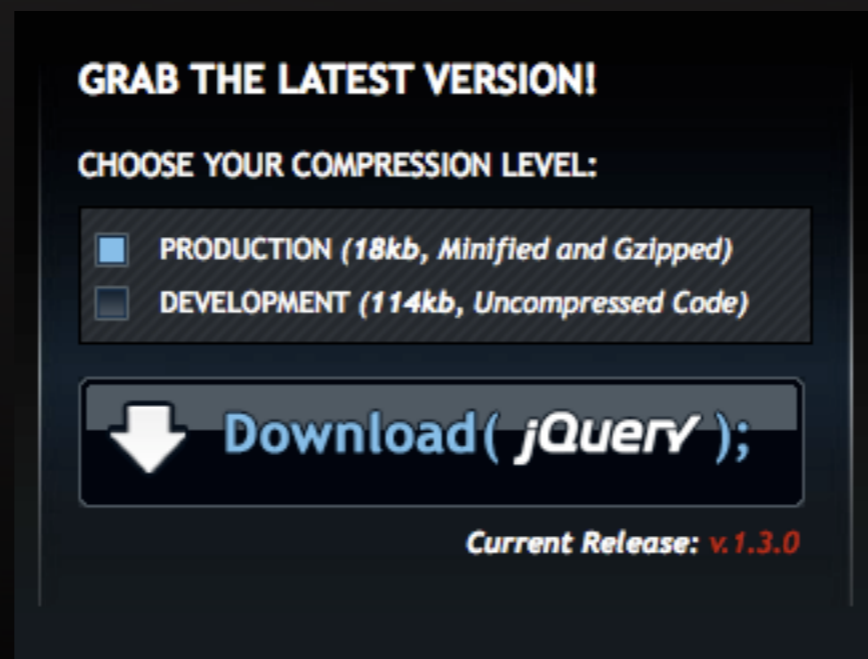 GRAB THE LATEST VERSION!
CHOOSE YOUR COMPRESSION LEVEL:
PRODUCTION (18kb, Minified and Gzipped)
DEVELOPMENT (114kb, Uncompressed Code)
Download( jQuery );
Current Release: v.1.3.0